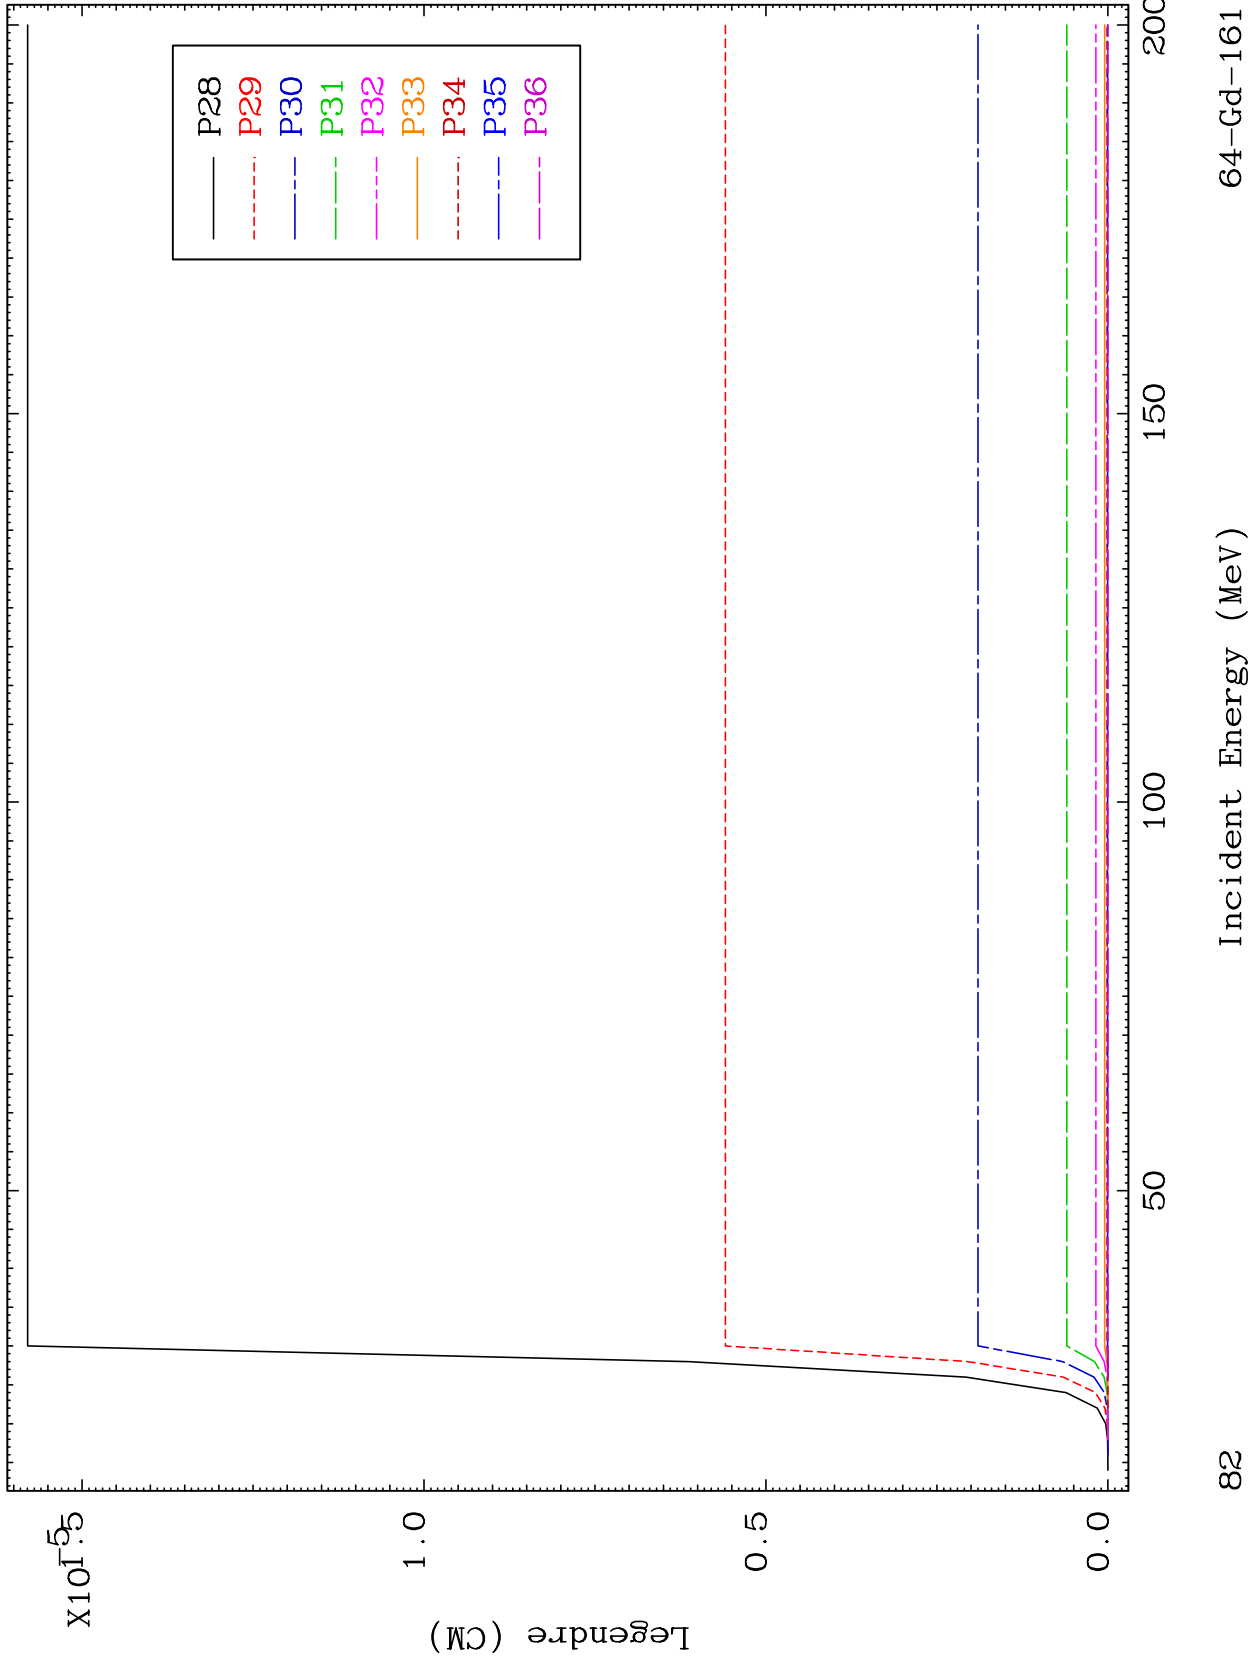 X10
-5
1.5
1.0
0.5
0.0
Legendre (CM)
P28
P29
P30
P31
P32
P33
P34
P35
P36
50
100
150
200
82
Incident Energy (MeV)
64-Gd-161